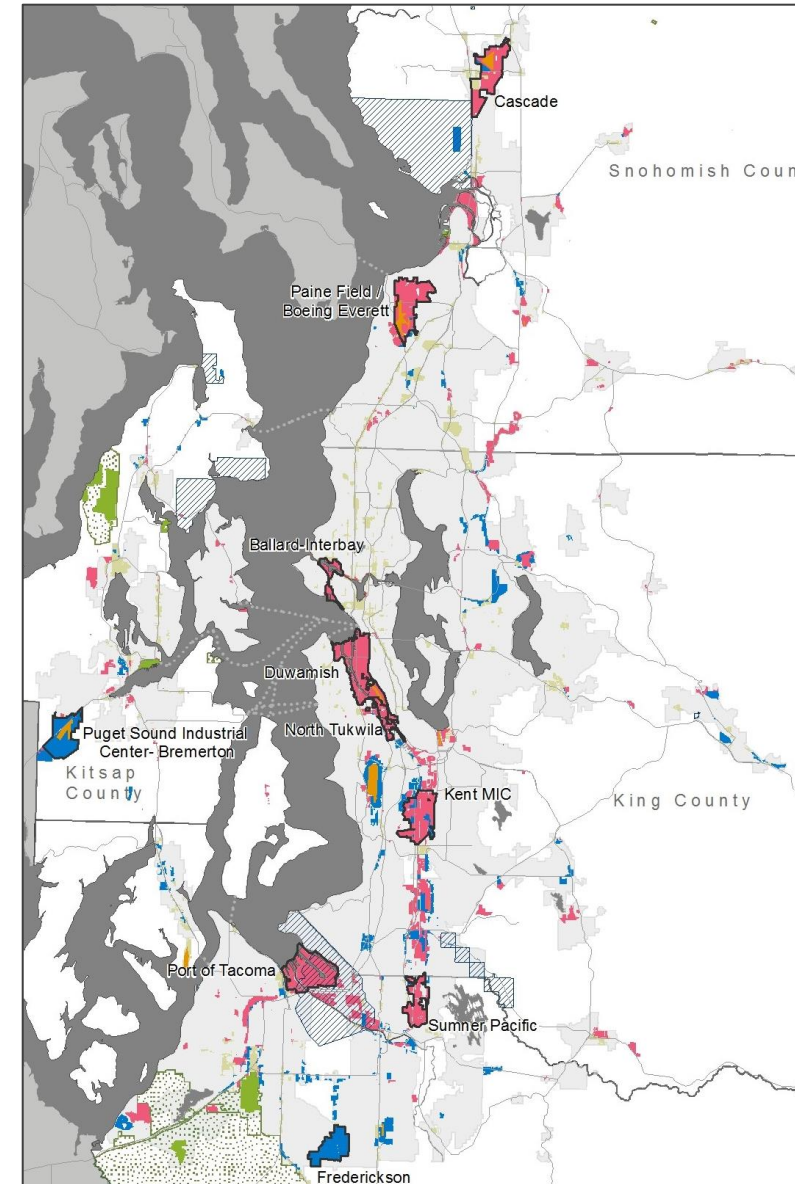 Cascade
Snohomish Coun
Paine Field /
Boeing Everett
Ballard-Interbay
Duwamish
North Tukwila
Puget Sound Industrial
Center- Bremerton
Kitsap
County
Kent MIC
King County
Port of Tacoma
Sumner Pacific
Frederickson